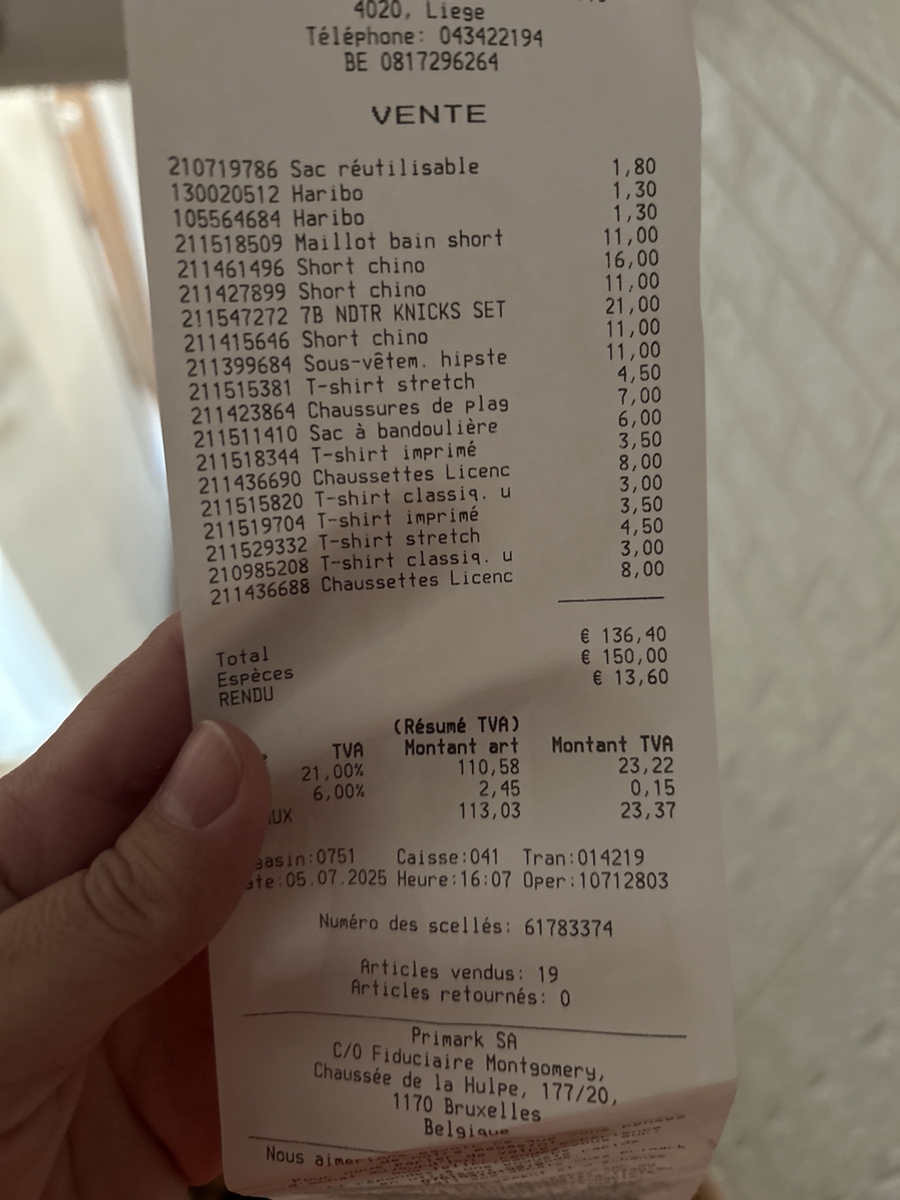 4020, Liege
Téléphone: 043422194
BE 0817296264
VENTE
210719786 Sac réutilisable 1,80
130020512 Haribo 1,30
105564684 Haribo 1,30
211518509 Maillot bain short 11,00
211461496 Short chino 16,00
211427899 Short chino 11,00
211547272 7B NDTR KNICKS SET 21,00
211415646 Short chino 11,00
211399684 Sous-vêtem. hipste 11,00
211515381 T-shirt stretch 4,50
211423864 Chaussures de plag 7,00
211511410 Sac à bandoulière 6,00
211518344 T-shirt imprimé 3,50
211436690 Chaussettes Licenc 8,00
211515820 T-shirt classiq. u 3,00
211519704 T-shirt imprimé 3,50
211529332 T-shirt stretch 4,50
210985208 T-shirt classiq. u 3,00
211436688 Chaussettes Licenc 8,00
Total € 136,40
Espèces € 150,00
RENDU € 13,60
(Résumé TVA)
TVA Montant art Montant TVA
21,00% 110,58 23,22
6,00% 2,45 0,15
UX 113,03 23,37
asin:0751 Caisse:041 Tran:014219
te:05.07.2025 Heure:16:07 Oper:10712803
Numéro des scellés: 61783374
Articles vendus: 19
Articles retournés: 0
Primark SA
C/O Fiduciaire Montgomery,
Chaussée de la Hulpe, 177/20,
1170 Bruxelles
Belgique
Nous